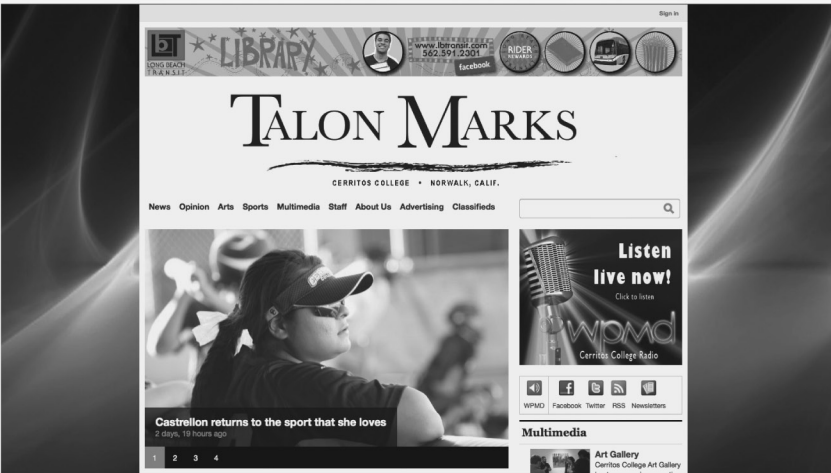 Sign in
LONG BEACH
TRANSIT
LIBRARY
www.lbtransit.com
562.591.2301
facebook
RIDER
REWARDS
TALON MARKS
CERRITOS COLLEGE • NORWALK, CALIF.
News Opinion Arts Sports Multimedia Staff About Us Advertising Classifieds
Listen
live now!
Click to listen
wpmd
Cerritos College Radio
WPMD Facebook Twitter RSS Newsletters
Castrellon returns to the sport that she loves
2 days, 19 hours ago
1 2 3 4
Multimedia
Art Gallery
Cerritos College Art Gallery